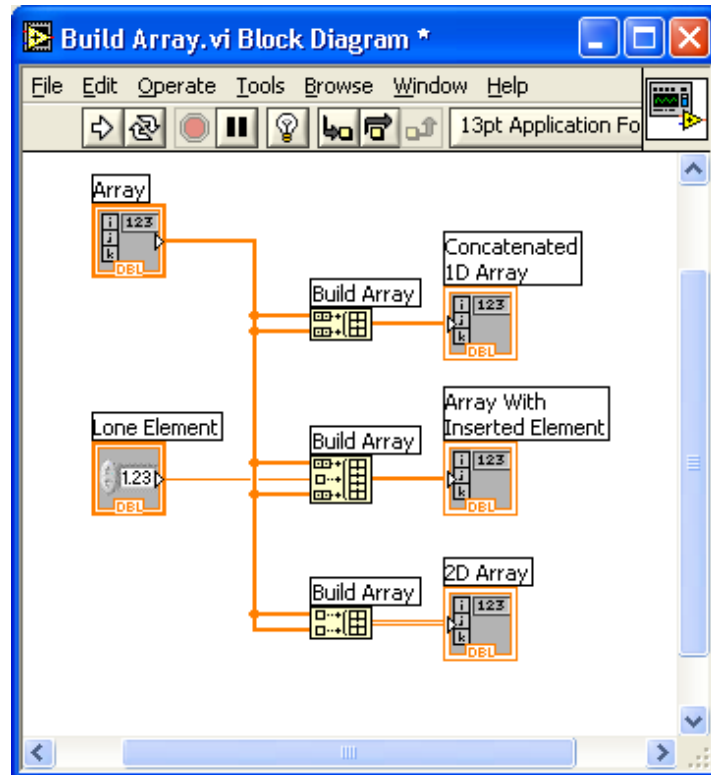 Build Array.vi Block Diagram *
File Edit Operate Tools Browse Window Help
13pt Application Fo
Array
i
j
k
123
DBL
Concatenated
1D Array
i
j
k
123
DBL
Build Array
Lone Element
1.23
DBL
Build Array
Array With
Inserted Element
i
j
k
123
DBL
Build Array
2D Array
i
j
k
123
DBL